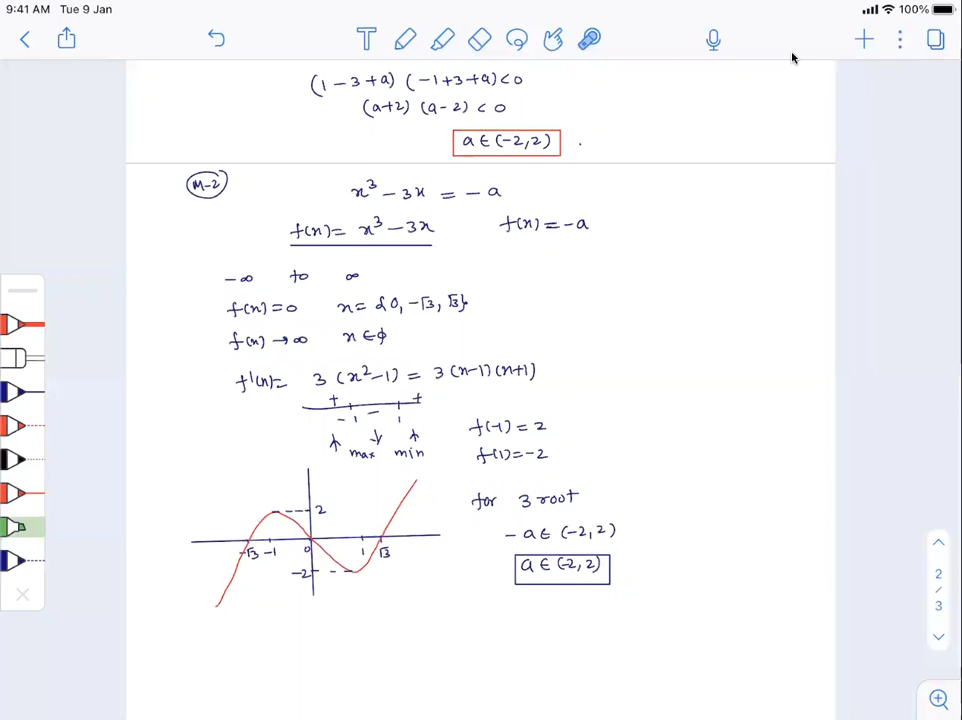 9:41 AM Tue 9 Jan 100%
(1-3+a) (-1+3+a)<0
(a+2) (a-2) < 0
a ∈ (-2,2) .
M-2
x³ - 3x = - a
f(x) = x³ - 3x f(x) = -a
-∞ to ∞
f(x) = 0 x = {0, -√3, √3}
f(x) → ∞ x ∈ ϕ
f'(x) = 3 (x²-1) = 3 (x-1) (x+1)
+ - +
-1 1
↑ max ↓ min ↑
f(-1) = 2
f(1) = -2
for 3 root
- a ∈ (-2, 2)
a ∈ (-2, 2)
2
-√3 -1 0 1 √3
-2
2
/
3